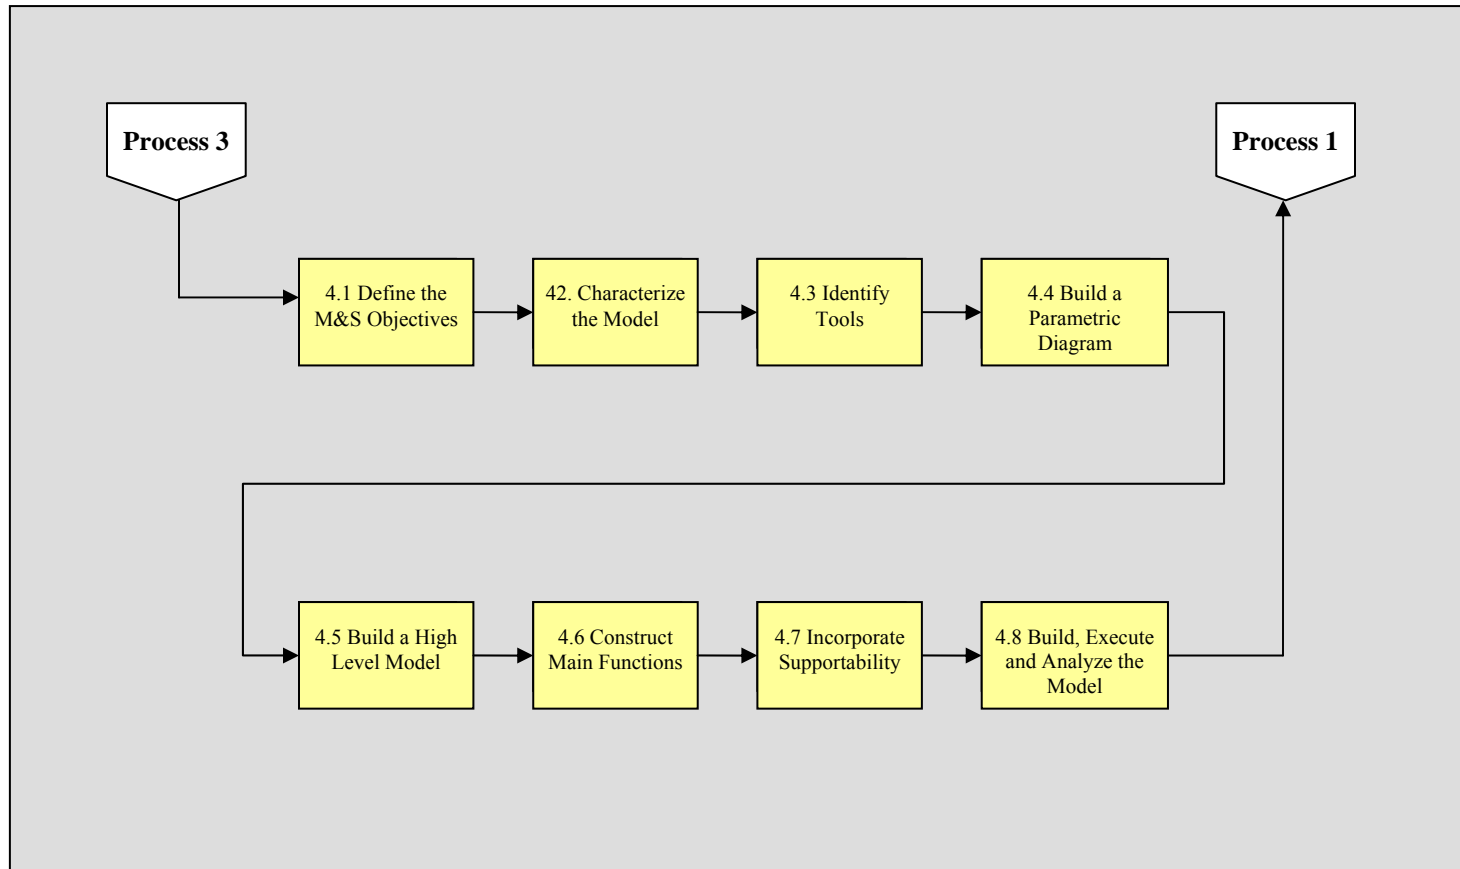 Process 3
Process 1
4.1 Define the
M&S Objectives
42. Characterize
the Model
4.3 Identify
Tools
4.4 Build a
Parametric
Diagram
4.5 Build a High
Level Model
4.6 Construct
Main Functions
4.7 Incorporate
Supportability
4.8 Build, Execute
and Analyze the
Model